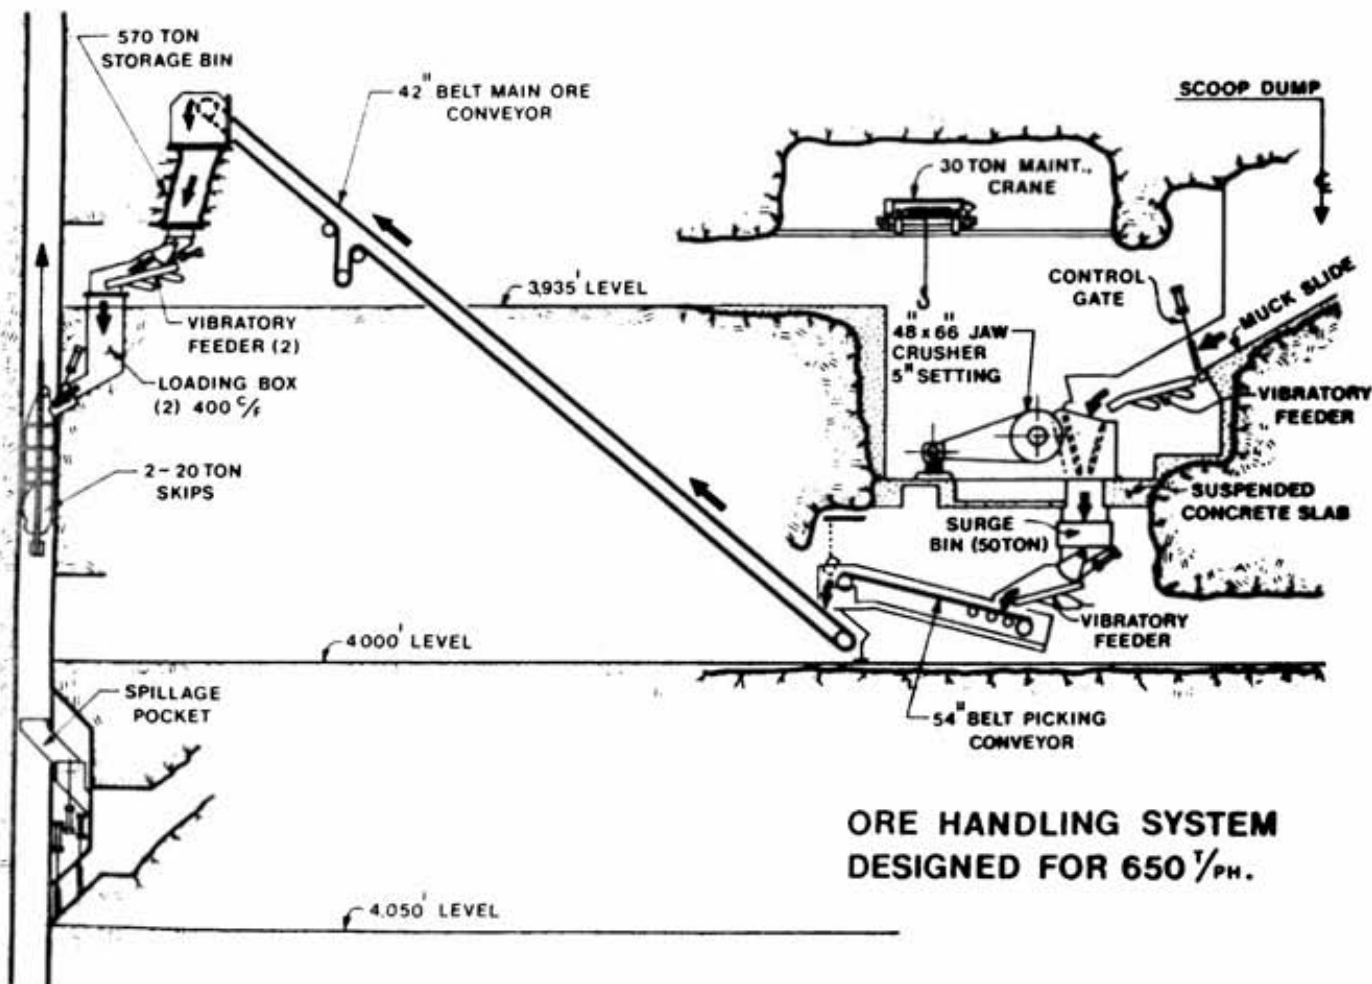 570 TON
STORAGE BIN
42" BELT MAIN ORE
CONVEYOR
SCOOP DUMP
30 TON MAINT.,
CRANE
CONTROL
GATE
MUCK SLIDE
3,935' LEVEL
VIBRATORY
FEEDER (2)
48" x 66" JAW
CRUSHER
5" SETTING
LOADING BOX
(2) 400 C/F
VIBRATORY
FEEDER
2-20 TON
SKIPS
SUSPENDED
CONCRETE SLAB
SURGE
BIN (50 TON)
VIBRATORY
FEEDER
4000' LEVEL
SPILLAGE
POCKET
54" BELT PICKING
CONVEYOR
ORE HANDLING SYSTEM
DESIGNED FOR 650 T/PH.
4.050' LEVEL